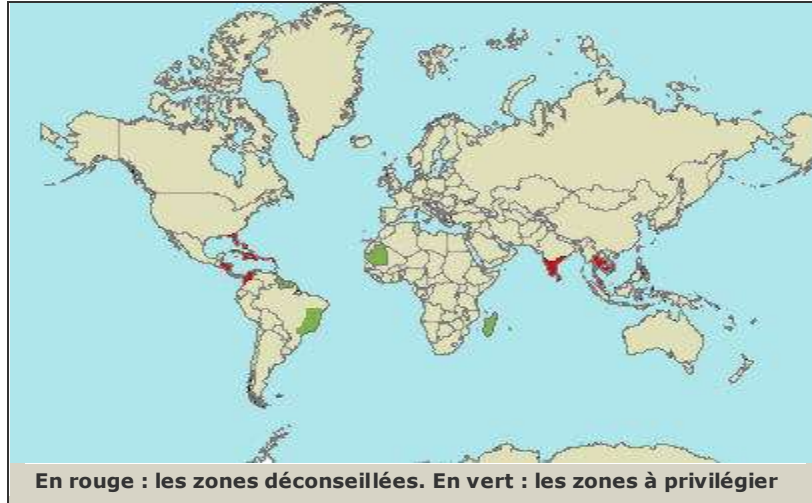 En rouge : les zones déconseillées. En vert : les zones à privilégier